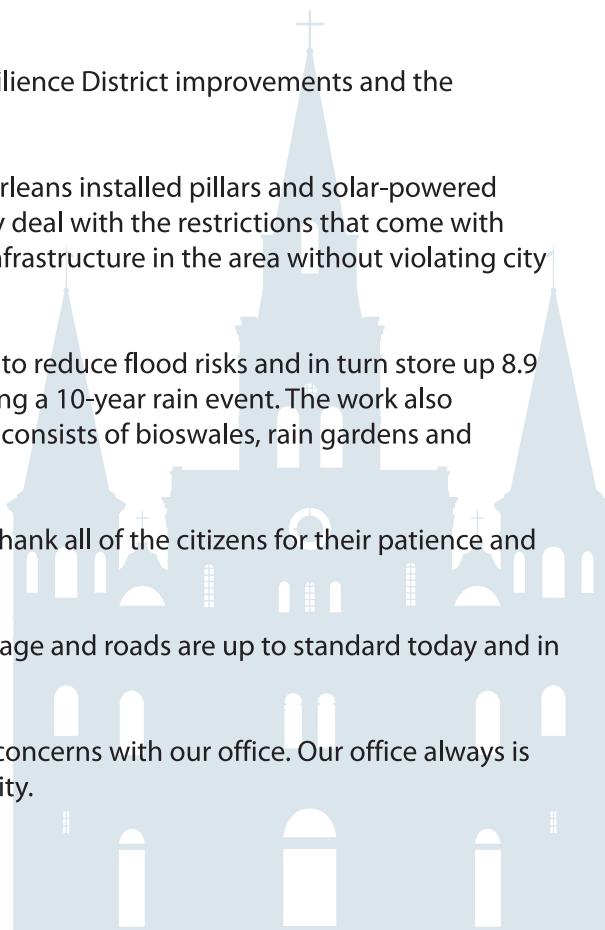 ilience District improvements and the
rleans installed pillars and solar-powered
y deal with the restrictions that come with
nfrastructure in the area without violating city
to reduce flood risks and in turn store up 8.9
ng a 10-year rain event. The work also
consists of bioswales, rain gardens and
hank all of the citizens for their patience and
age and roads are up to standard today and in
concerns with our office. Our office always is
ity.